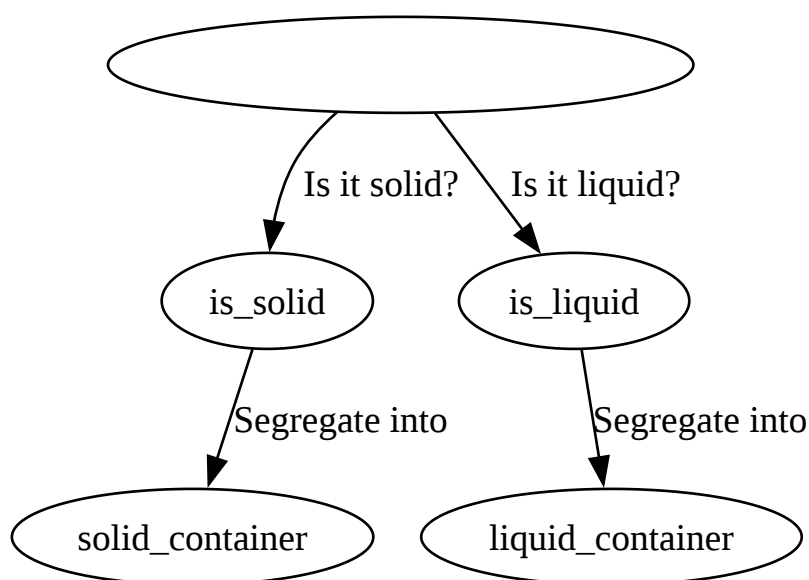 Is it solid?
Is it liquid?
is_solid
is_liquid
Segregate into
Segregate into
solid_container
liquid_container